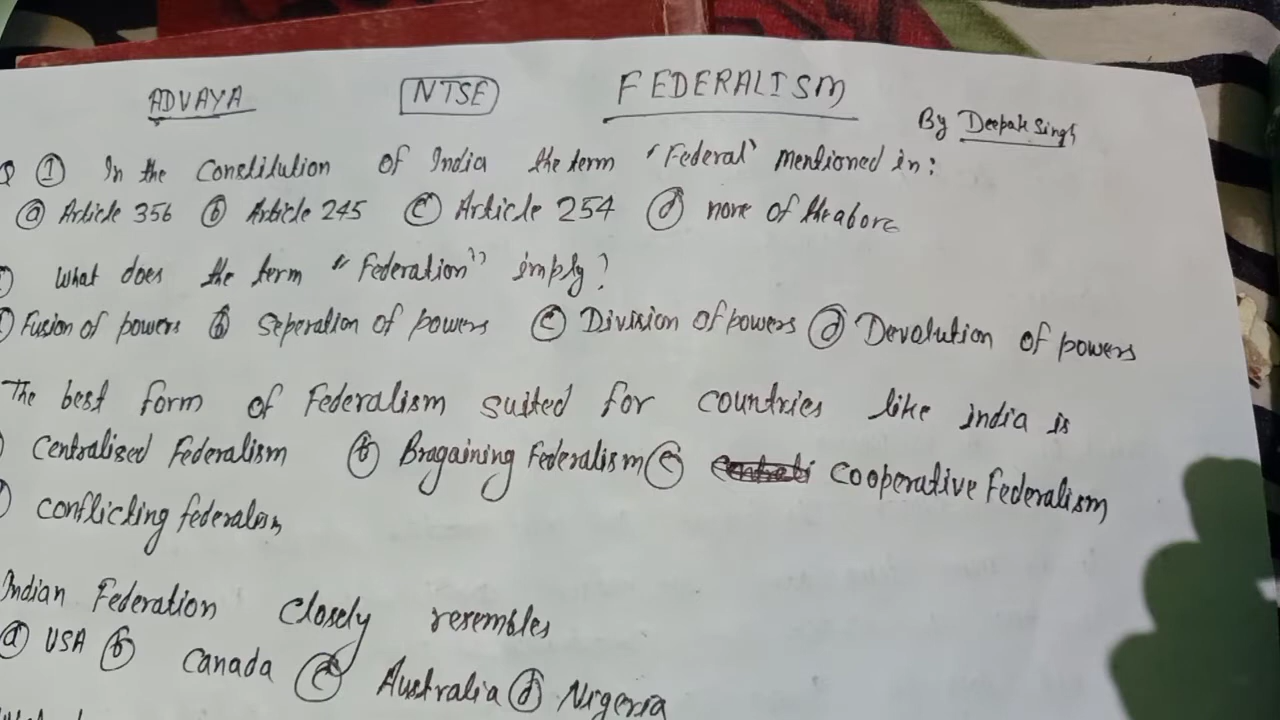 ADVAYA NTSE FEDERALISM
By Deepak Singh
Q ① In the Constitution of India the term "Federal" mentioned in:
ⓐ Article 356 ⓑ Article 245 ⓒ Article 254 ⓓ none of the above
What does the term "Federation" imply?
Fusion of powers ⓑ Seperation of powers ⓒ Division of powers ⓓ Devolution of powers
The best form of Federalism suited for countries like india is
Centralised Federalism ⓑ Bragaining Federalism ⓒ Cooperative Federalism
conflicting federalism
Indian Federation Closely resembles
ⓐ USA ⓑ Canada ⓒ Australia ⓓ Nigeria